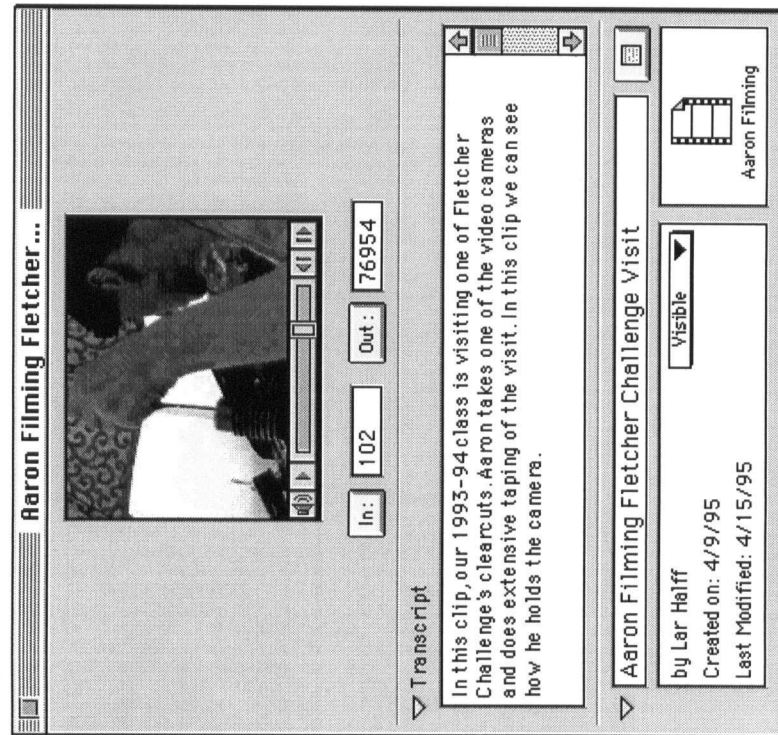 Aaron Filming Fletcher...
In:
102
Out:
76954
Transcript
In this clip, our 1993-94 class is visiting one of Fletcher
Challenge's clearcuts. Aaron takes one of the video cameras
and does extensive taping of the visit. In this clip we can see
how he holds the camera.
Aaron Filming Fletcher Challenge Visit
by Lar Halff
Visible
Created on: 4/9/95
Last Modified: 4/15/95
Aaron Filming